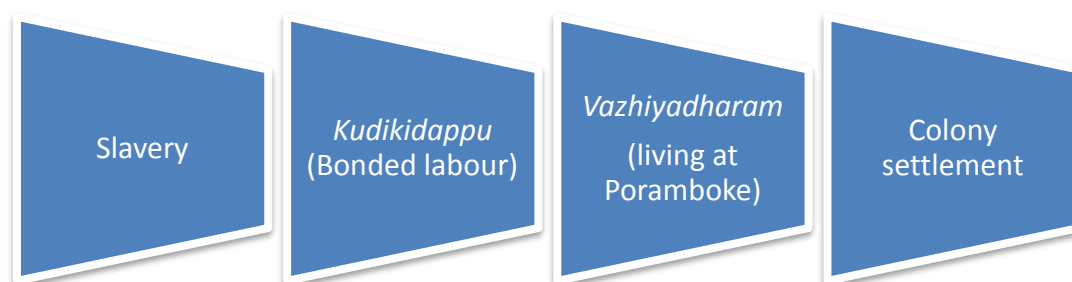 Slavery
Kudikidappu
(Bonded labour)
Vazhiyadharam
(living at
Poramboke)
Colony
settlement